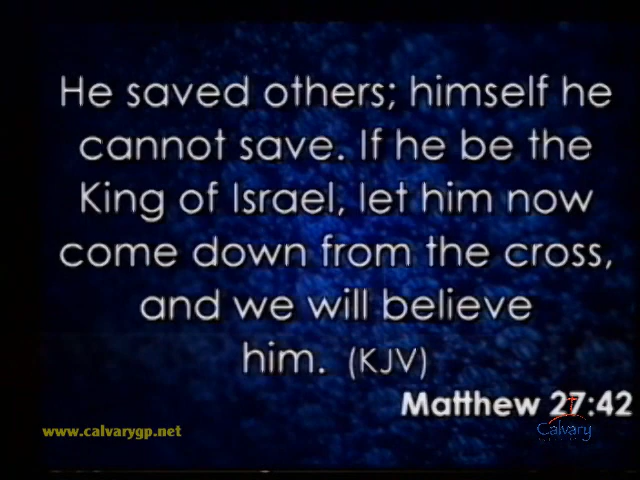 He saved others; himself he
cannot save. If he be the
King of Israel, let him now
come down from the cross,
and we will believe
him. (KJV)
Matthew 27:42
www.calvarygp.net
Calvary